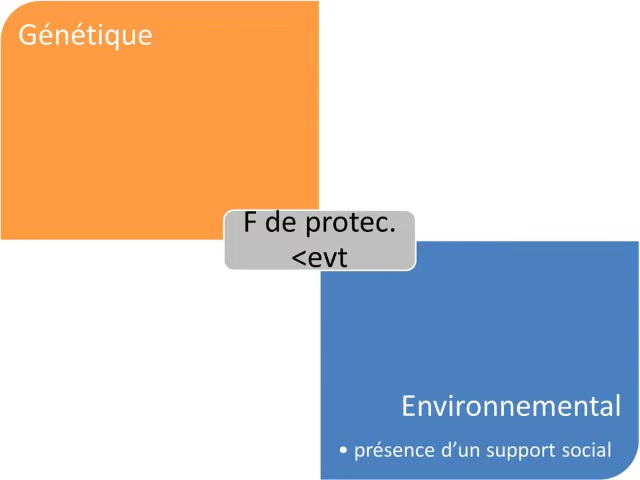 Génétique
F de protec.
<evt
Environnemental
• présence d’un support social